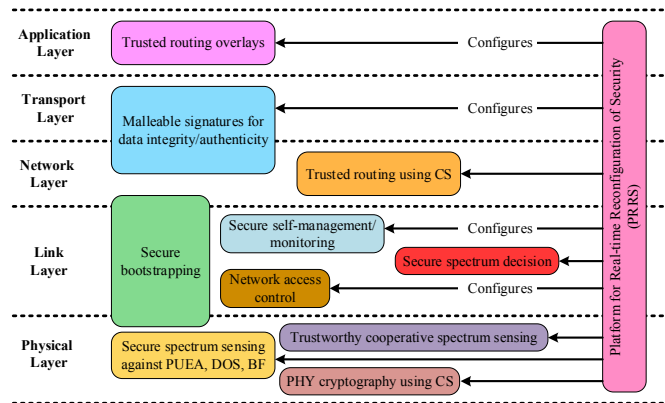 Application
Layer
Trusted routing overlays
Configures
Transport
Layer
Malleable signatures for
data integrity/authenticity
Configures
Network
Layer
Trusted routing using CS
Link
Layer
Secure
bootstrapping
Secure self-management/
monitoring
Configures
Secure spectrum decision
Network access
control
Configures
Physical
Layer
Secure spectrum sensing
against PUEA, DOS, BF
Trustworthy cooperative spectrum sensing
PHY cryptography using CS
Platform for Real-time Reconfiguration of Security
(PRRS)